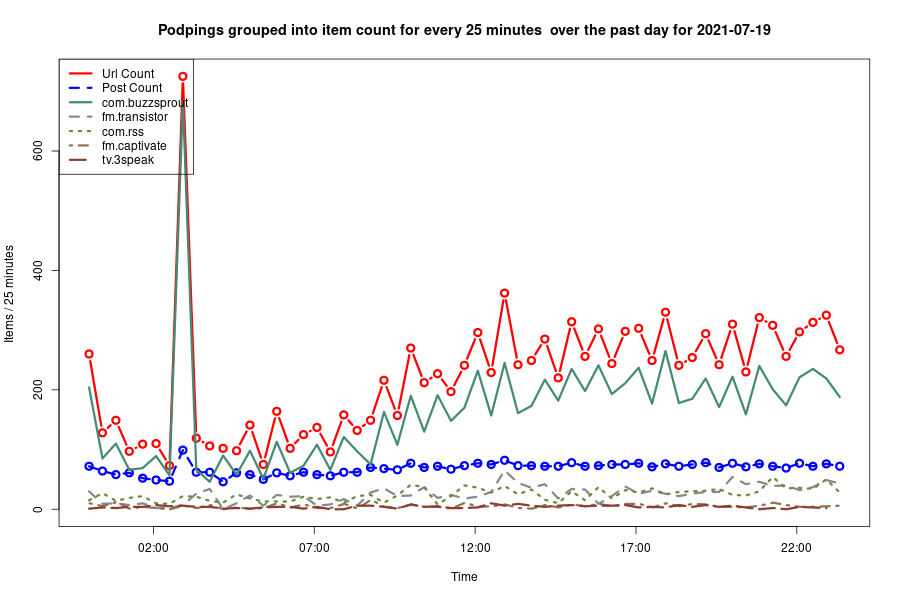 Podpings grouped into item count for every 25 minutes  over the past day for 2021-07-19
Url Count
Post Count
com.buzzsprout
fm.transistor
com.rss
fm.captivate
tv.3speak
Items / 25 minutes
600
400
200
0
02:00
07:00
12:00
17:00
22:00
Time